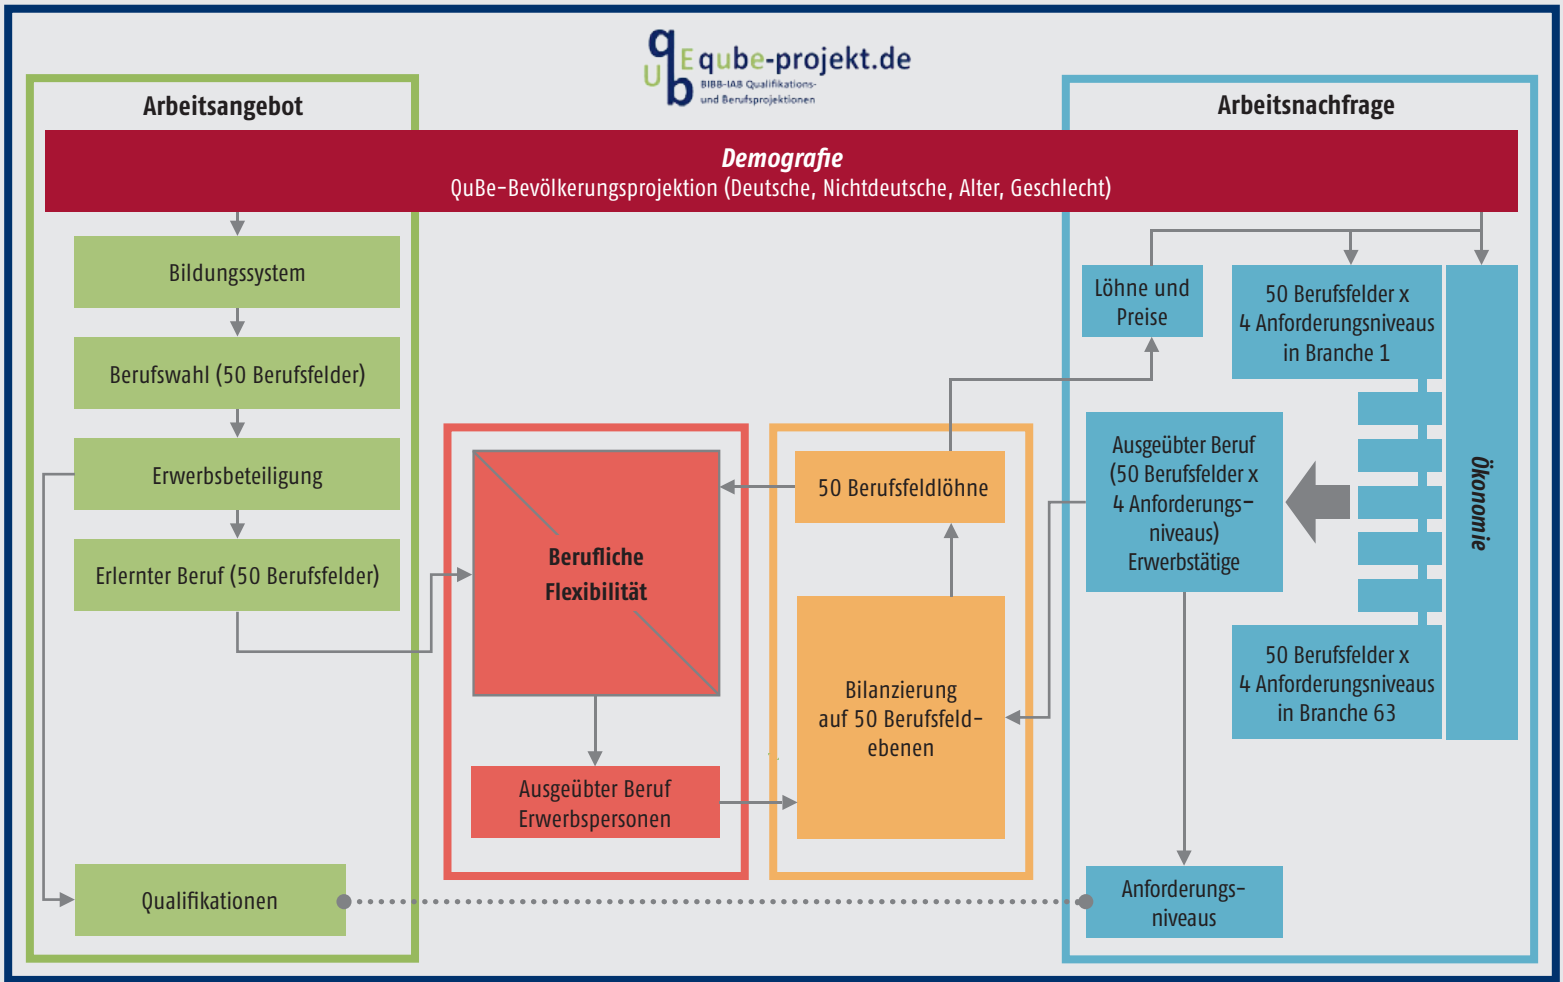 qube-projekt.de
BIBB-IAB Qualifikations-
und Berufsprojektionen
Arbeitsangebot
Arbeitsnachfrage
Demografie
QuBe-Bevölkerungsprojektion (Deutsche, Nichtdeutsche, Alter, Geschlecht)
Bildungssystem
Berufswahl (50 Berufsfelder)
Erwerbsbeteiligung
Erlernter Beruf (50 Berufsfelder)
Qualifikationen
Berufliche
Flexibilität
Ausgeübter Beruf
Erwerbspersonen
50 Berufsfeldlöhne
Bilanzierung
auf 50 Berufsfeld-
ebenen
Löhne und
Preise
50 Berufsfelder x
4 Anforderungsniveaus
in Branche 1
Ausgeübter Beruf
(50 Berufsfelder x
4 Anforderungs-
niveaus)
Erwerbstätige
Ökonomie
50 Berufsfelder x
4 Anforderungsniveaus
in Branche 63
Anforderungs-
niveaus